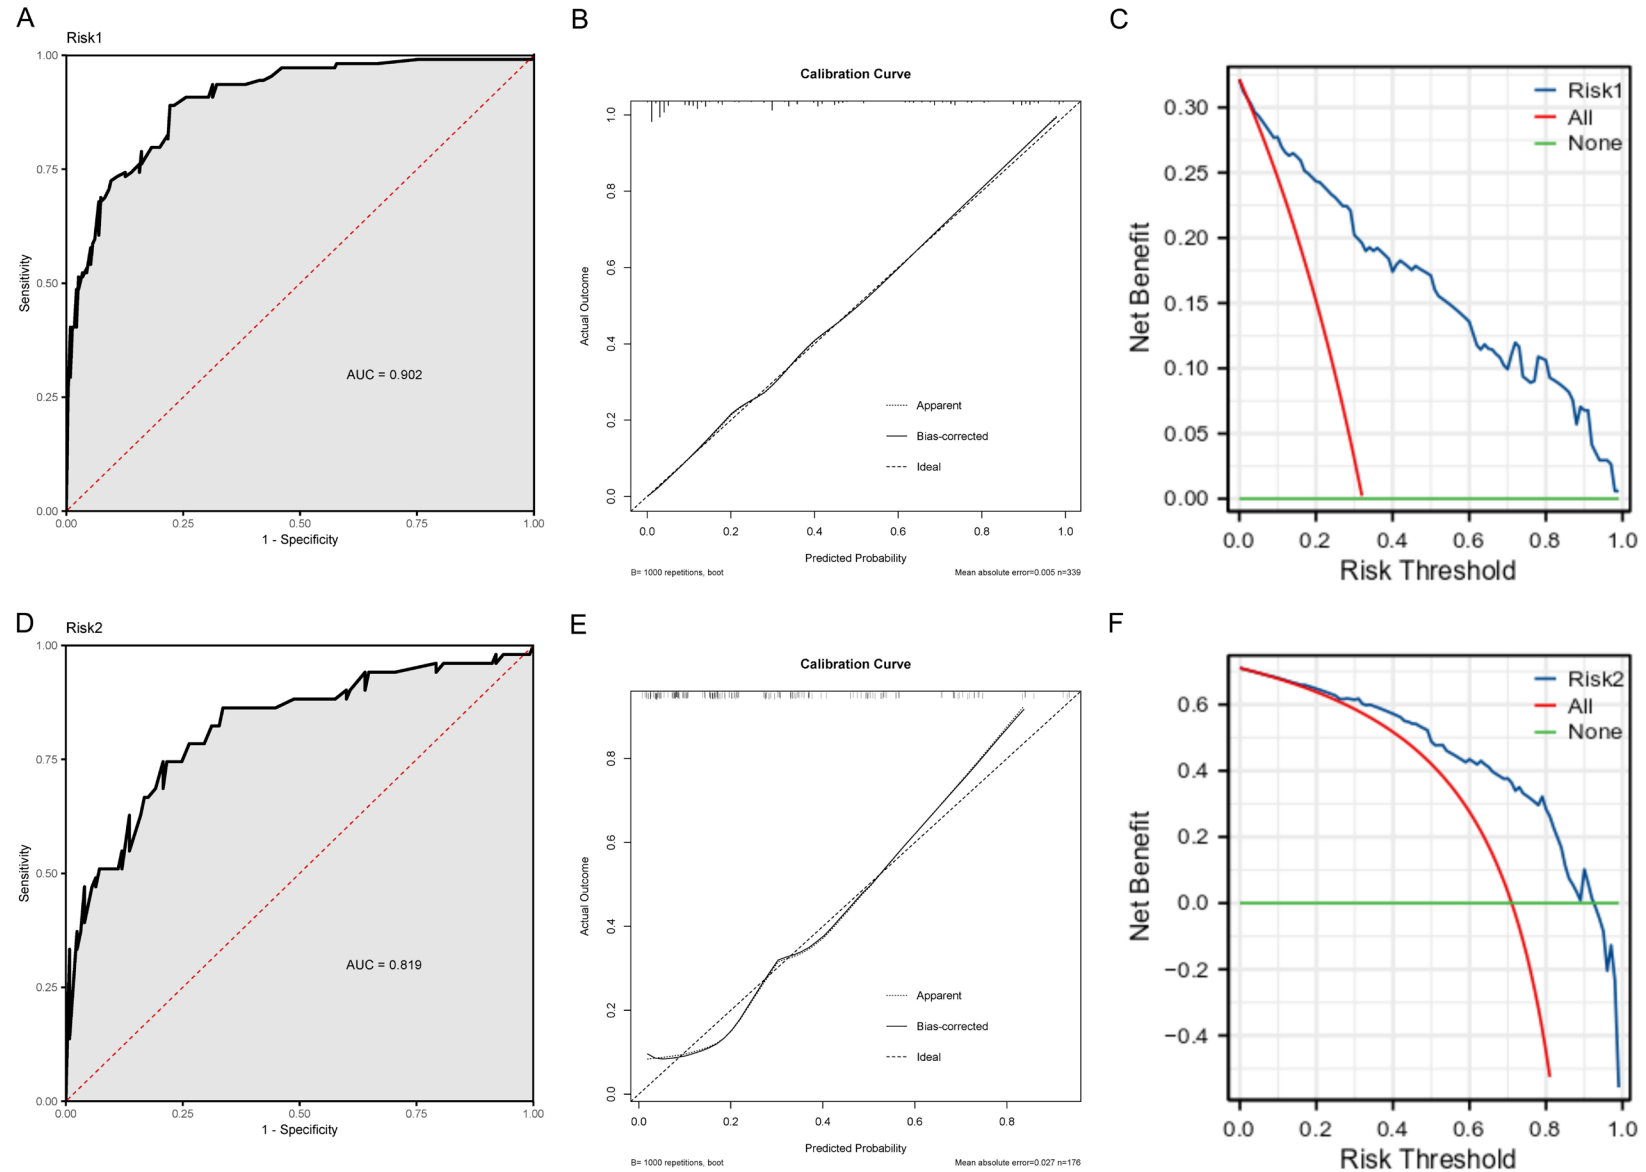 A
Risk1
1.00
0.75
0.50
0.25
0.00
Sensitivity
AUC = 0.902
0.00 0.25 0.50 0.75 1.00
1 - Specificity
B
Calibration Curve
1.0
0.8
0.6
0.4
0.2
0.0
Actual Outcome
Apparent
Bias-corrected
Ideal
0.0 0.2 0.4 0.6 0.8 1.0
Predicted Probability
B= 1000 repetitions, boot Mean absolute error=0.005 n=339
C
Risk1
All
None
0.30
0.25
0.20
0.15
0.10
0.05
0.00
Net Benefit
0.0 0.2 0.4 0.6 0.8 1.0
Risk Threshold
D
Risk2
1.00
0.75
0.50
0.25
0.00
Sensitivity
AUC = 0.819
0.00 0.25 0.50 0.75 1.00
1 - Specificity
E
Calibration Curve
0.8
0.6
0.4
0.2
0.0
Actual Outcome
Apparent
Bias-corrected
Ideal
0.0 0.2 0.4 0.6 0.8
Predicted Probability
B= 1000 repetitions, boot Mean absolute error=0.027 n=176
F
Risk2
All
None
0.6
0.4
0.2
0.0
−0.2
−0.4
Net Benefit
0.0 0.2 0.4 0.6 0.8 1.0
Risk Threshold